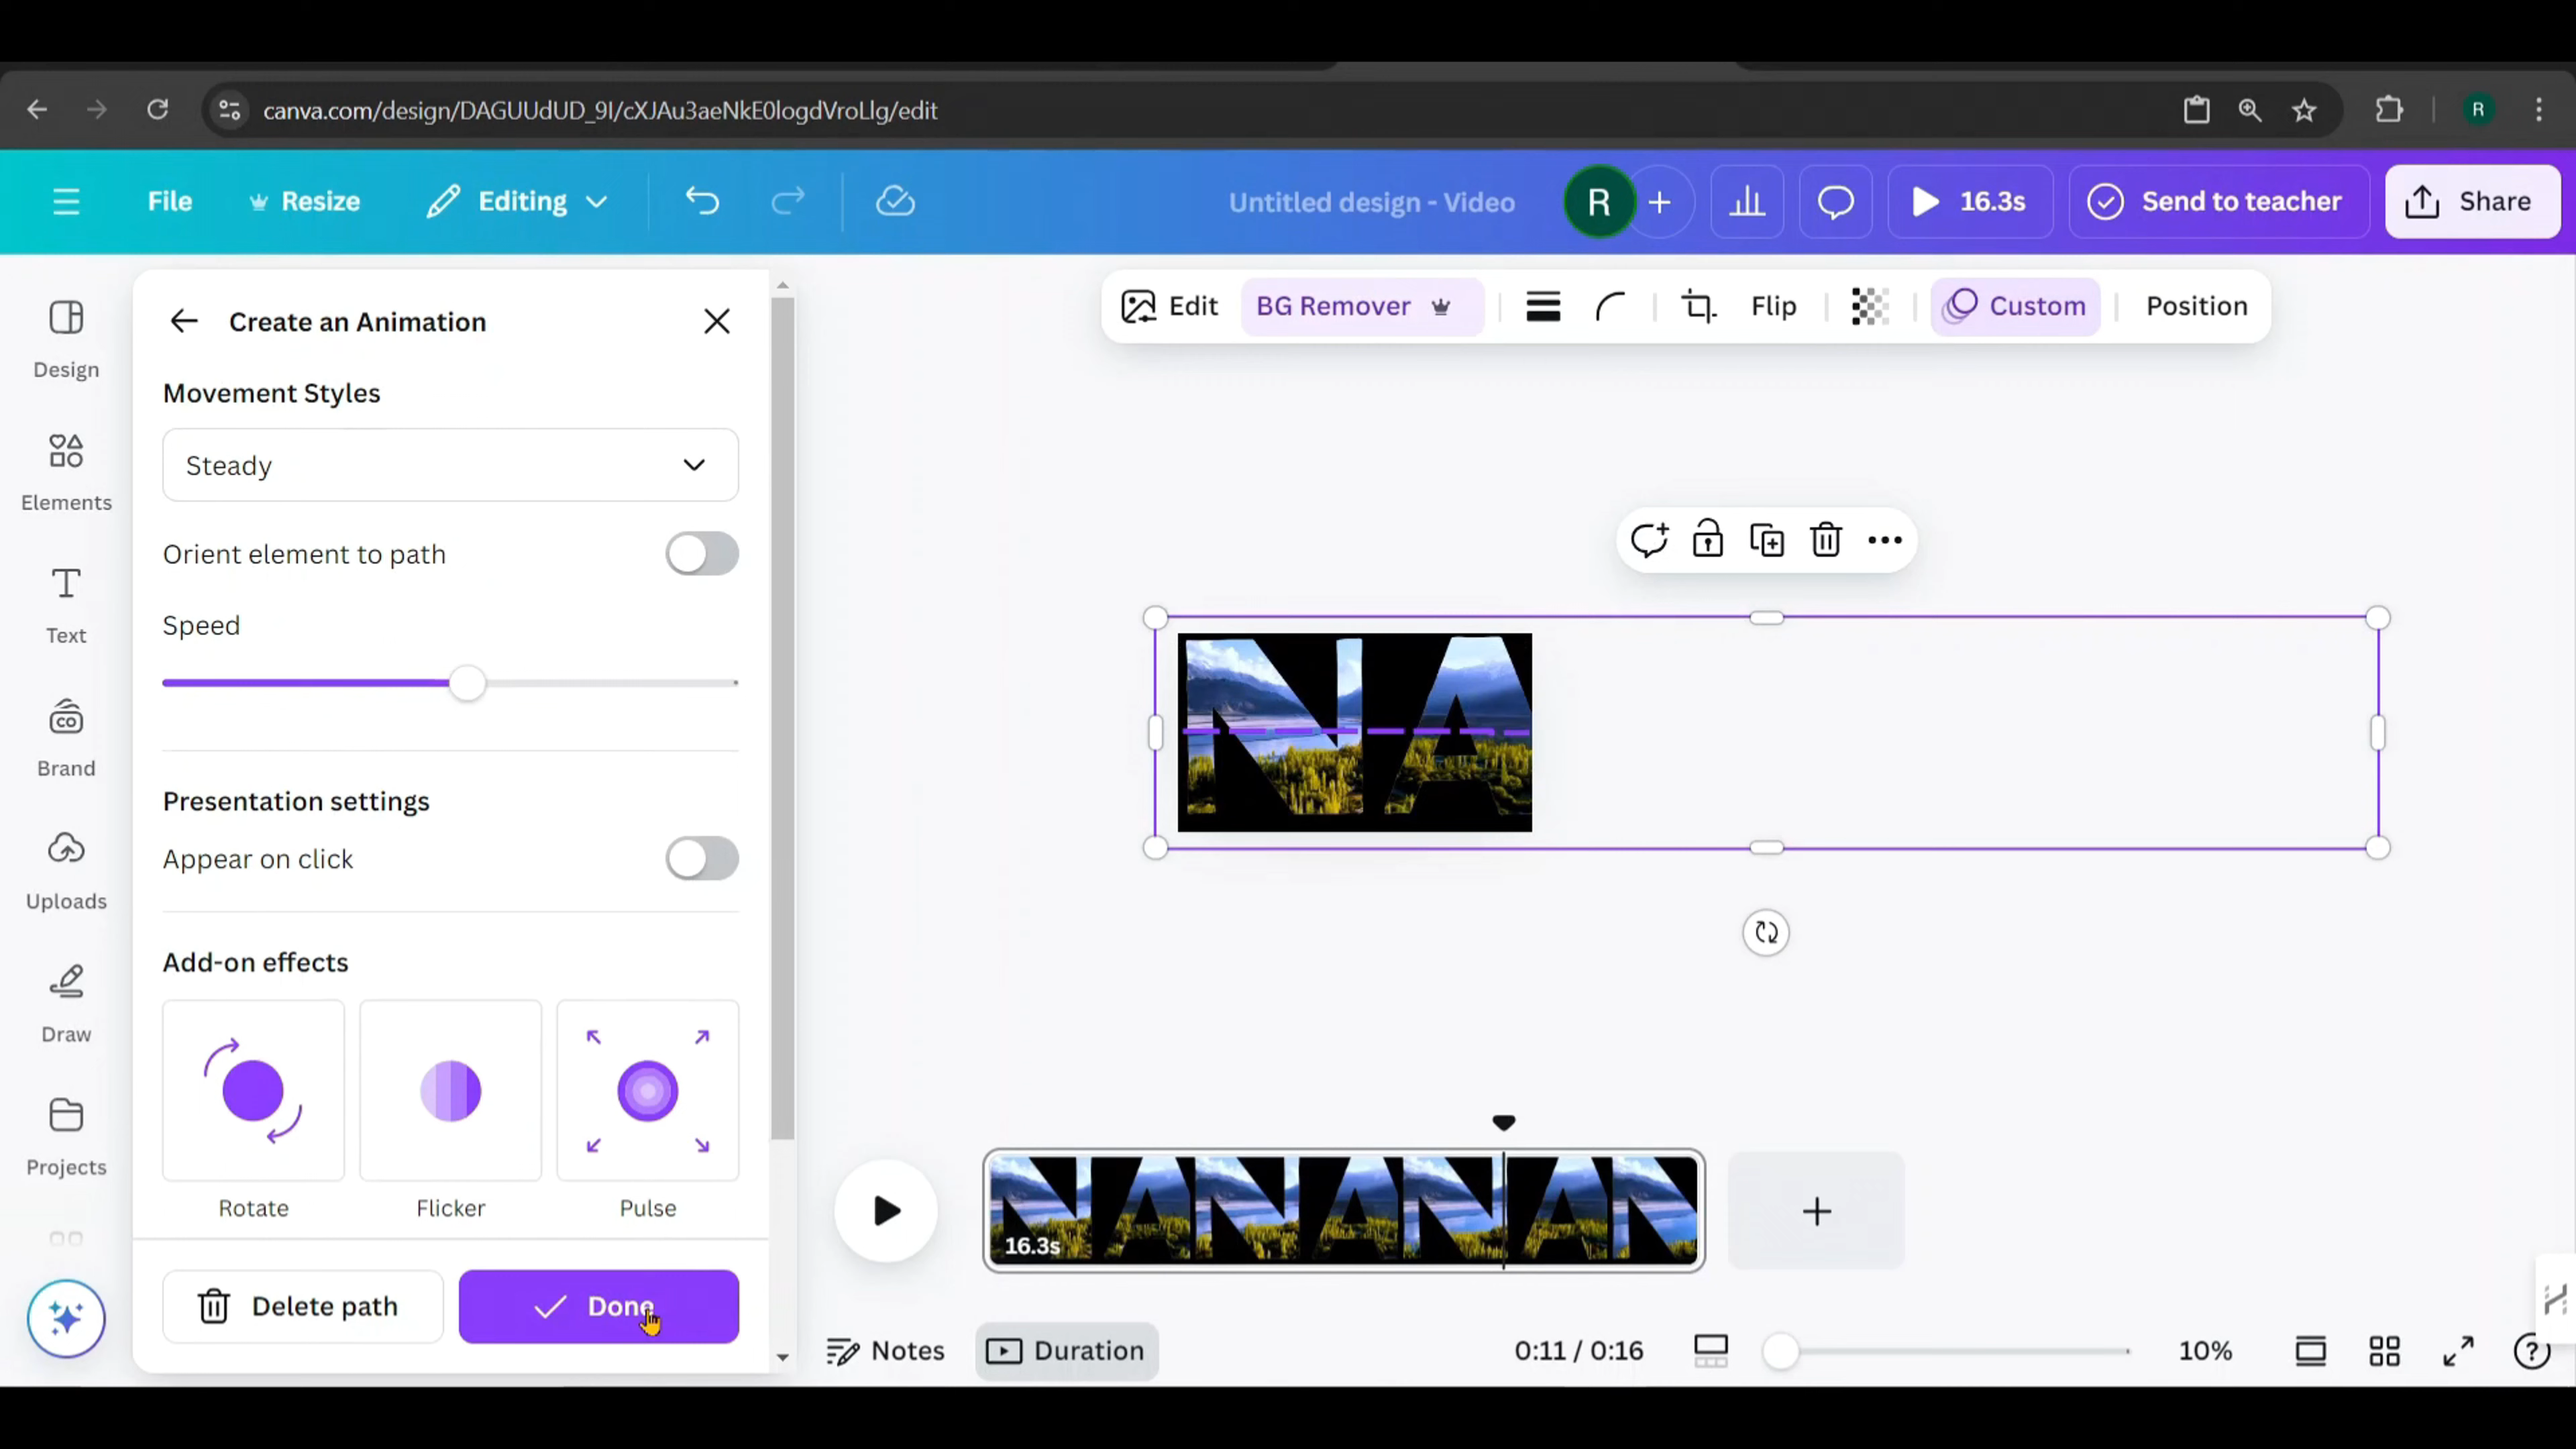 canva.com/design/DAGUUdUD_9I/cXJAu3aeNkE0logdVroLlg/edit
R
File
Resize
Editing
Untitled design - Video
R
16.3s
Send to teacher
Share
Design
Elements
Text
Brand
Uploads
Draw
Projects
Create an Animation
Movement Styles
Steady
Orient element to path
Speed
Presentation settings
Appear on click
Add-on effects
Rotate
Flicker
Pulse
Delete path
Done
Edit
BG Remover
Flip
Custom
Position
NA
NANANAN
16.3s
Notes
Duration
0:11 / 0:16
10%